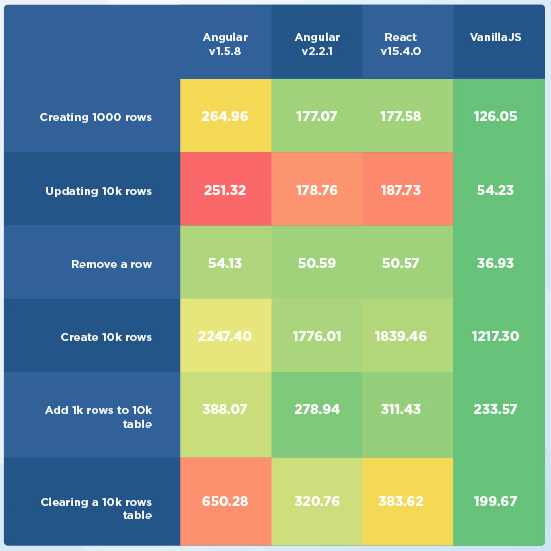 Angular Angular React VanillaJS
v1.5.8 v2.2.1 v15.4.0
Creating 1000 rows 264.96 177.07 177.58 126.05
Updating 10k rows 251.32 178.76 187.73 54.23
Remove a row 54.13 50.59 50.57 36.93
Create 10k rows 2247.40 1776.01 1839.46 1217.30
Add 1k rows to 10k 388.07 278.94 311.43 233.57
table
Clearing a 10k rows 650.28 320.76 383.62 199.67
table